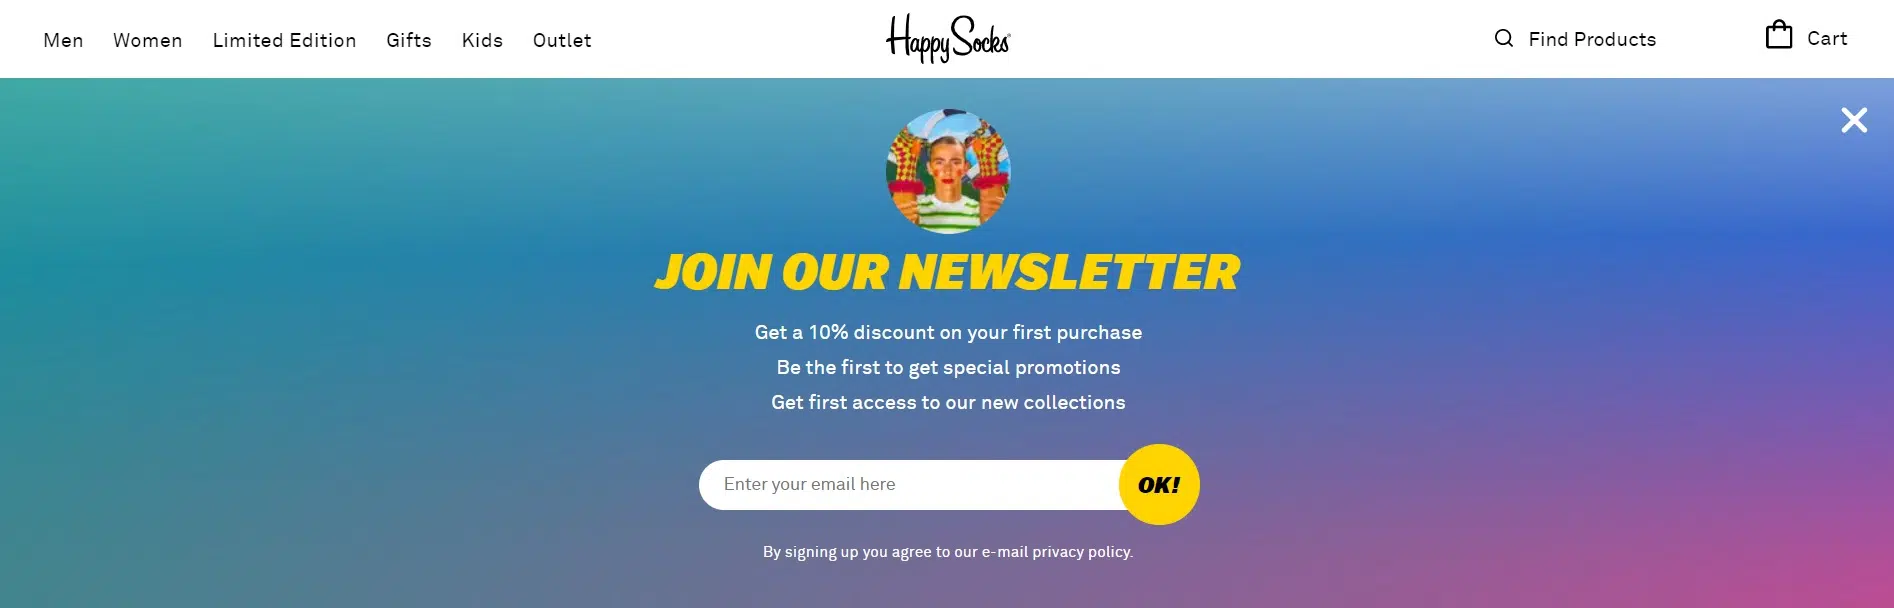 Men Women Limited Edition Gifts Kids Outlet Happy Socks® Find Products Cart
JOIN OUR NEWSLETTER
Get a 10% discount on your first purchase
Be the first to get special promotions
Get first access to our new collections
Enter your email here OK!
By signing up you agree to our e-mail privacy policy.